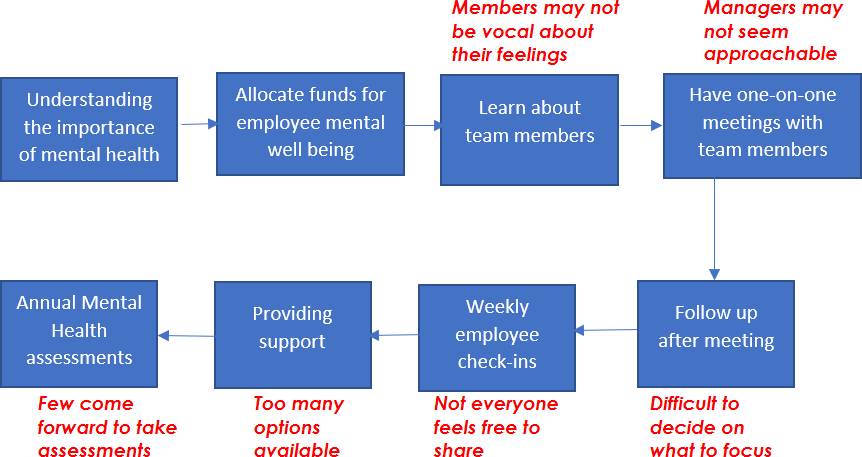 Members may not
be vocal about
their feelings
Managers may
not seem
approachable
Understanding
the importance
of mental health
Allocate funds for
employee mental
well being
Learn about
team members
Have one-on-one
meetings with
team members
Annual Mental
Health
assessments
Providing
support
Weekly
employee
check-ins
Follow up
after meeting
Few come
forward to take
assessments
Too many
options
available
Not everyone
feels free to
share
Difficult to
decide on
what to focus